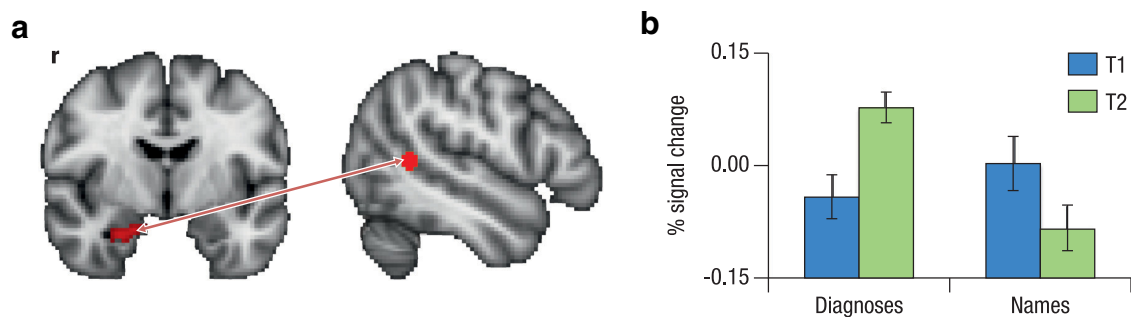 a
r
b
% signal change
0.15
0.00
-0.15
T1
T2
Diagnoses Names